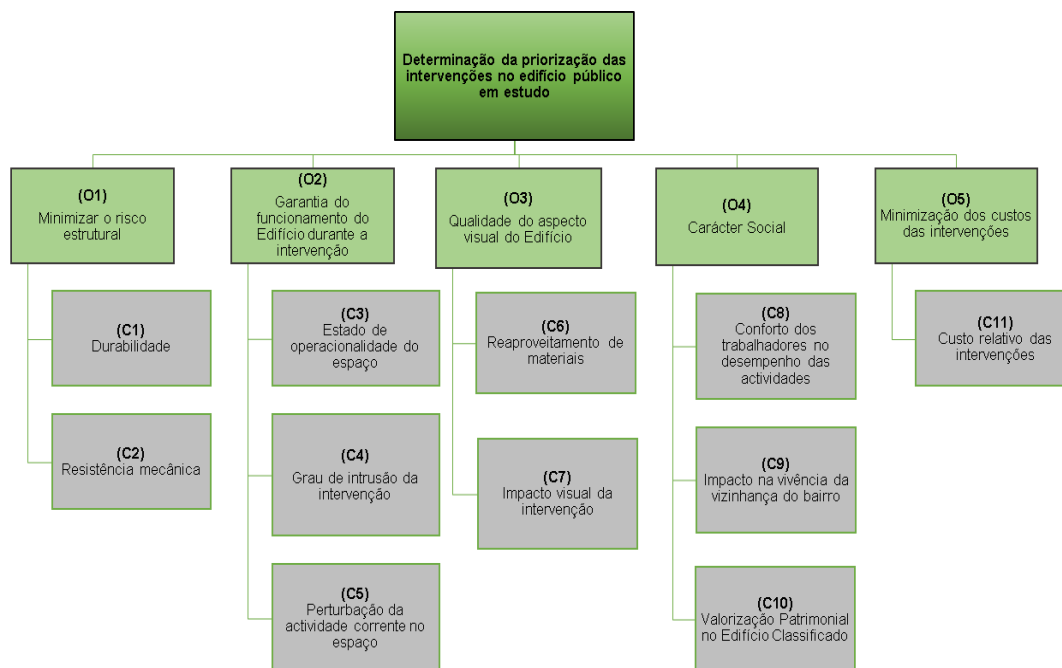 Determinação da priorização das
intervenções no edifício público
em estudo
(O1)
Minimizar o risco
estrutural
(O2)
Garantia do
funcionamento do
Edifício durante a
intervenção
(O3)
Qualidade do aspecto
visual do Edifício
(O4)
Carácter Social
(O5)
Minimização dos custos
das intervenções
(C1)
Durabilidade
(C2)
Resistência mecânica
(C3)
Estado de
operacionalidade do
espaço
(C4)
Grau de intrusão da
intervenção
(C5)
Perturbação da
actividade corrente no
espaço
(C6)
Reaproveitamento de
materiais
(C7)
Impacto visual da
intervenção
(C8)
Conforto dos
trabalhadores no
desempenho das
actividades
(C9)
Impacto na vivência da
vizinhança do bairro
(C10)
Valorização Patrimonial
no Edifício Classificado
(C11)
Custo relativo das
intervenções